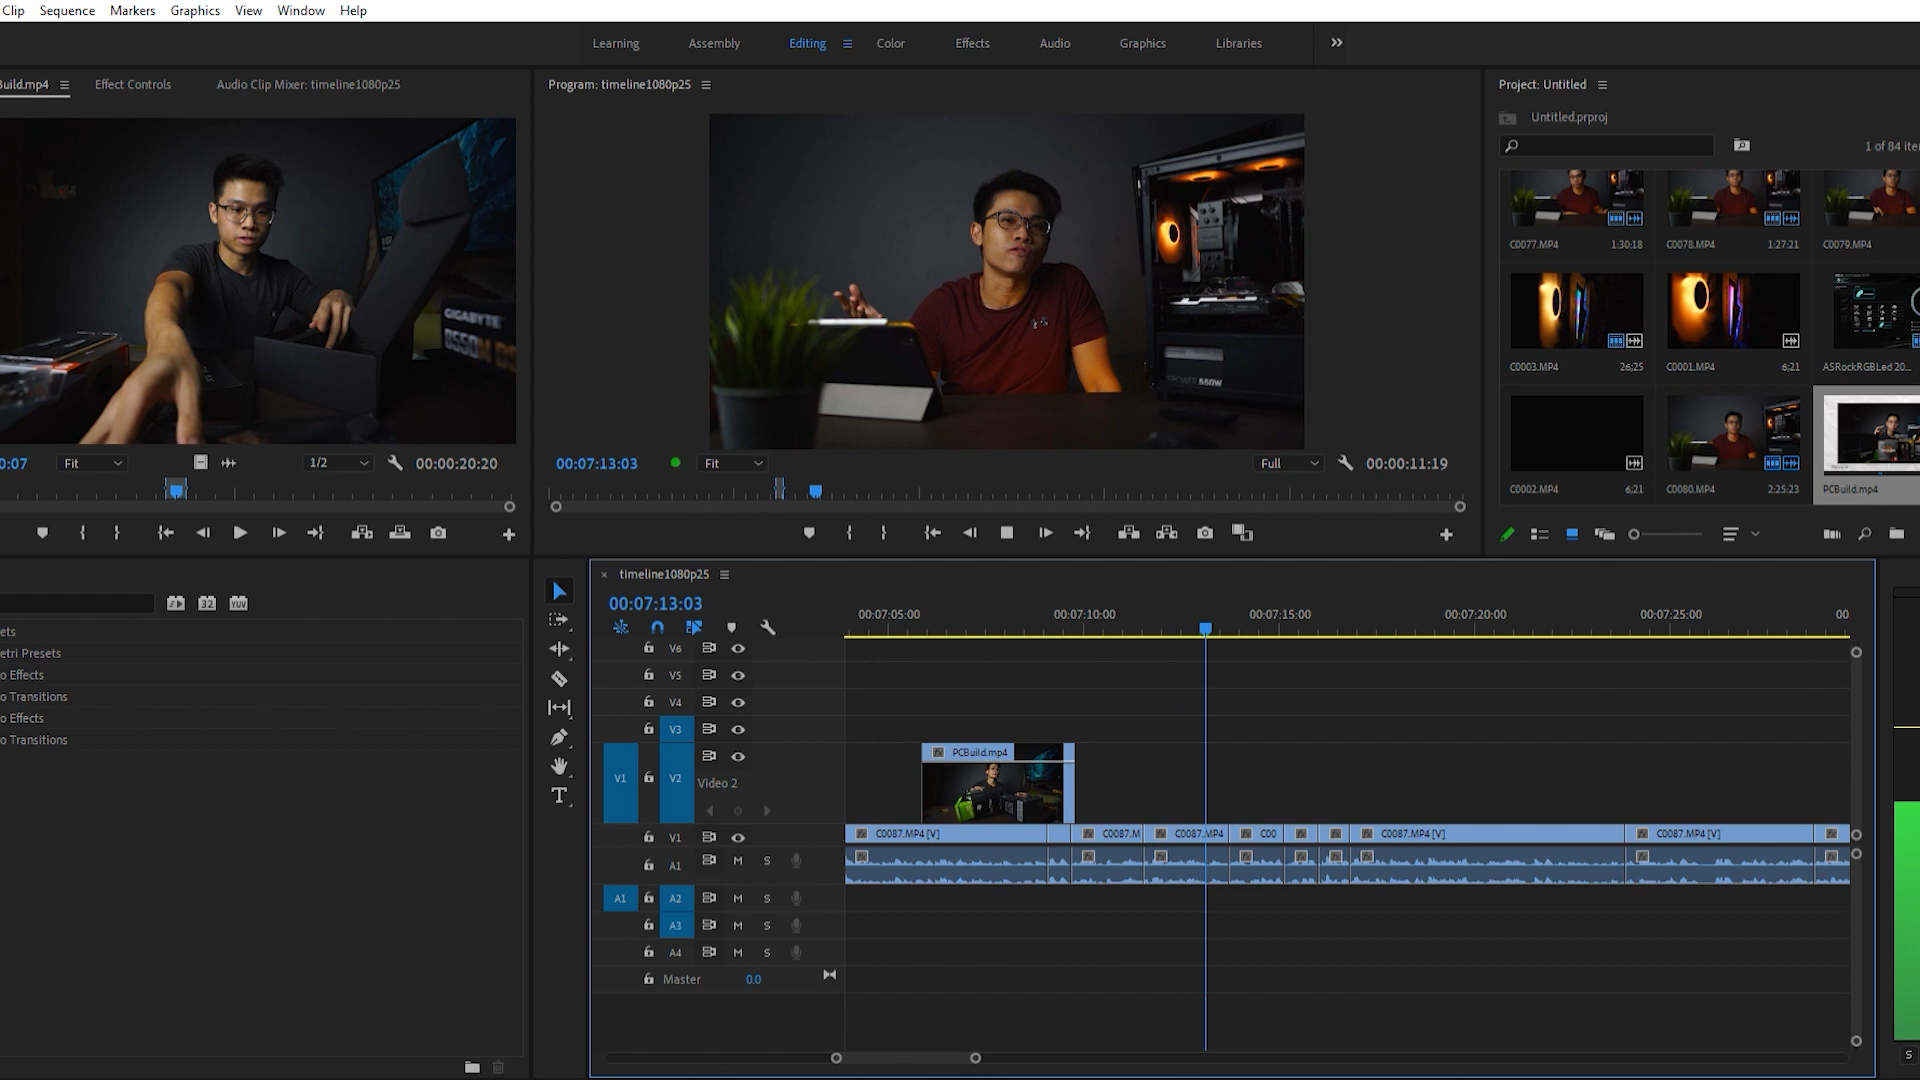 Clip Sequence Markers Graphics View Window Help
Learning Assembly Editing Color Effects Audio Graphics Libraries
Build.mp4 Effect Controls Audio Clip Mixer: timeline1080p25
Program: timeline1080p25
Project: Untitled
Untitled.prproj
1 of 84 ite
C0077.MP4 1:30:18 C0078.MP4 1:27:21 C0079.MP4
C0003.MP4 26;25 C0001.MP4 6;21 ASRockRGBLed 20...
C0002.MP4 6;21 C0080.MP4 2:25:23 PCBuild.mp4
GIGABYTE
B550M DS
550W
0:07 Fit 1/2 00:00:20:20
00:07:13:03 Fit Full 00:00:11:19
32 YUV
ets
etri Presets
o Effects
o Transitions
o Effects
o Transitions
timeline1080p25
00:07:13:03
00:07:05:00 00:07:10:00 00:07:15:00 00:07:20:00 00:07:25:00 00
V6
V5
V4
V3
V1 V2 Video 2
PCBuild.mp4
V1 C0087.MP4 [V] C0087.M C0087.MP4 C00 C0087.MP4 [V] C0087.MP4 [V]
A1 M S
A1 A2 M S
A3 M S
A4 M S
Master 0.0
S